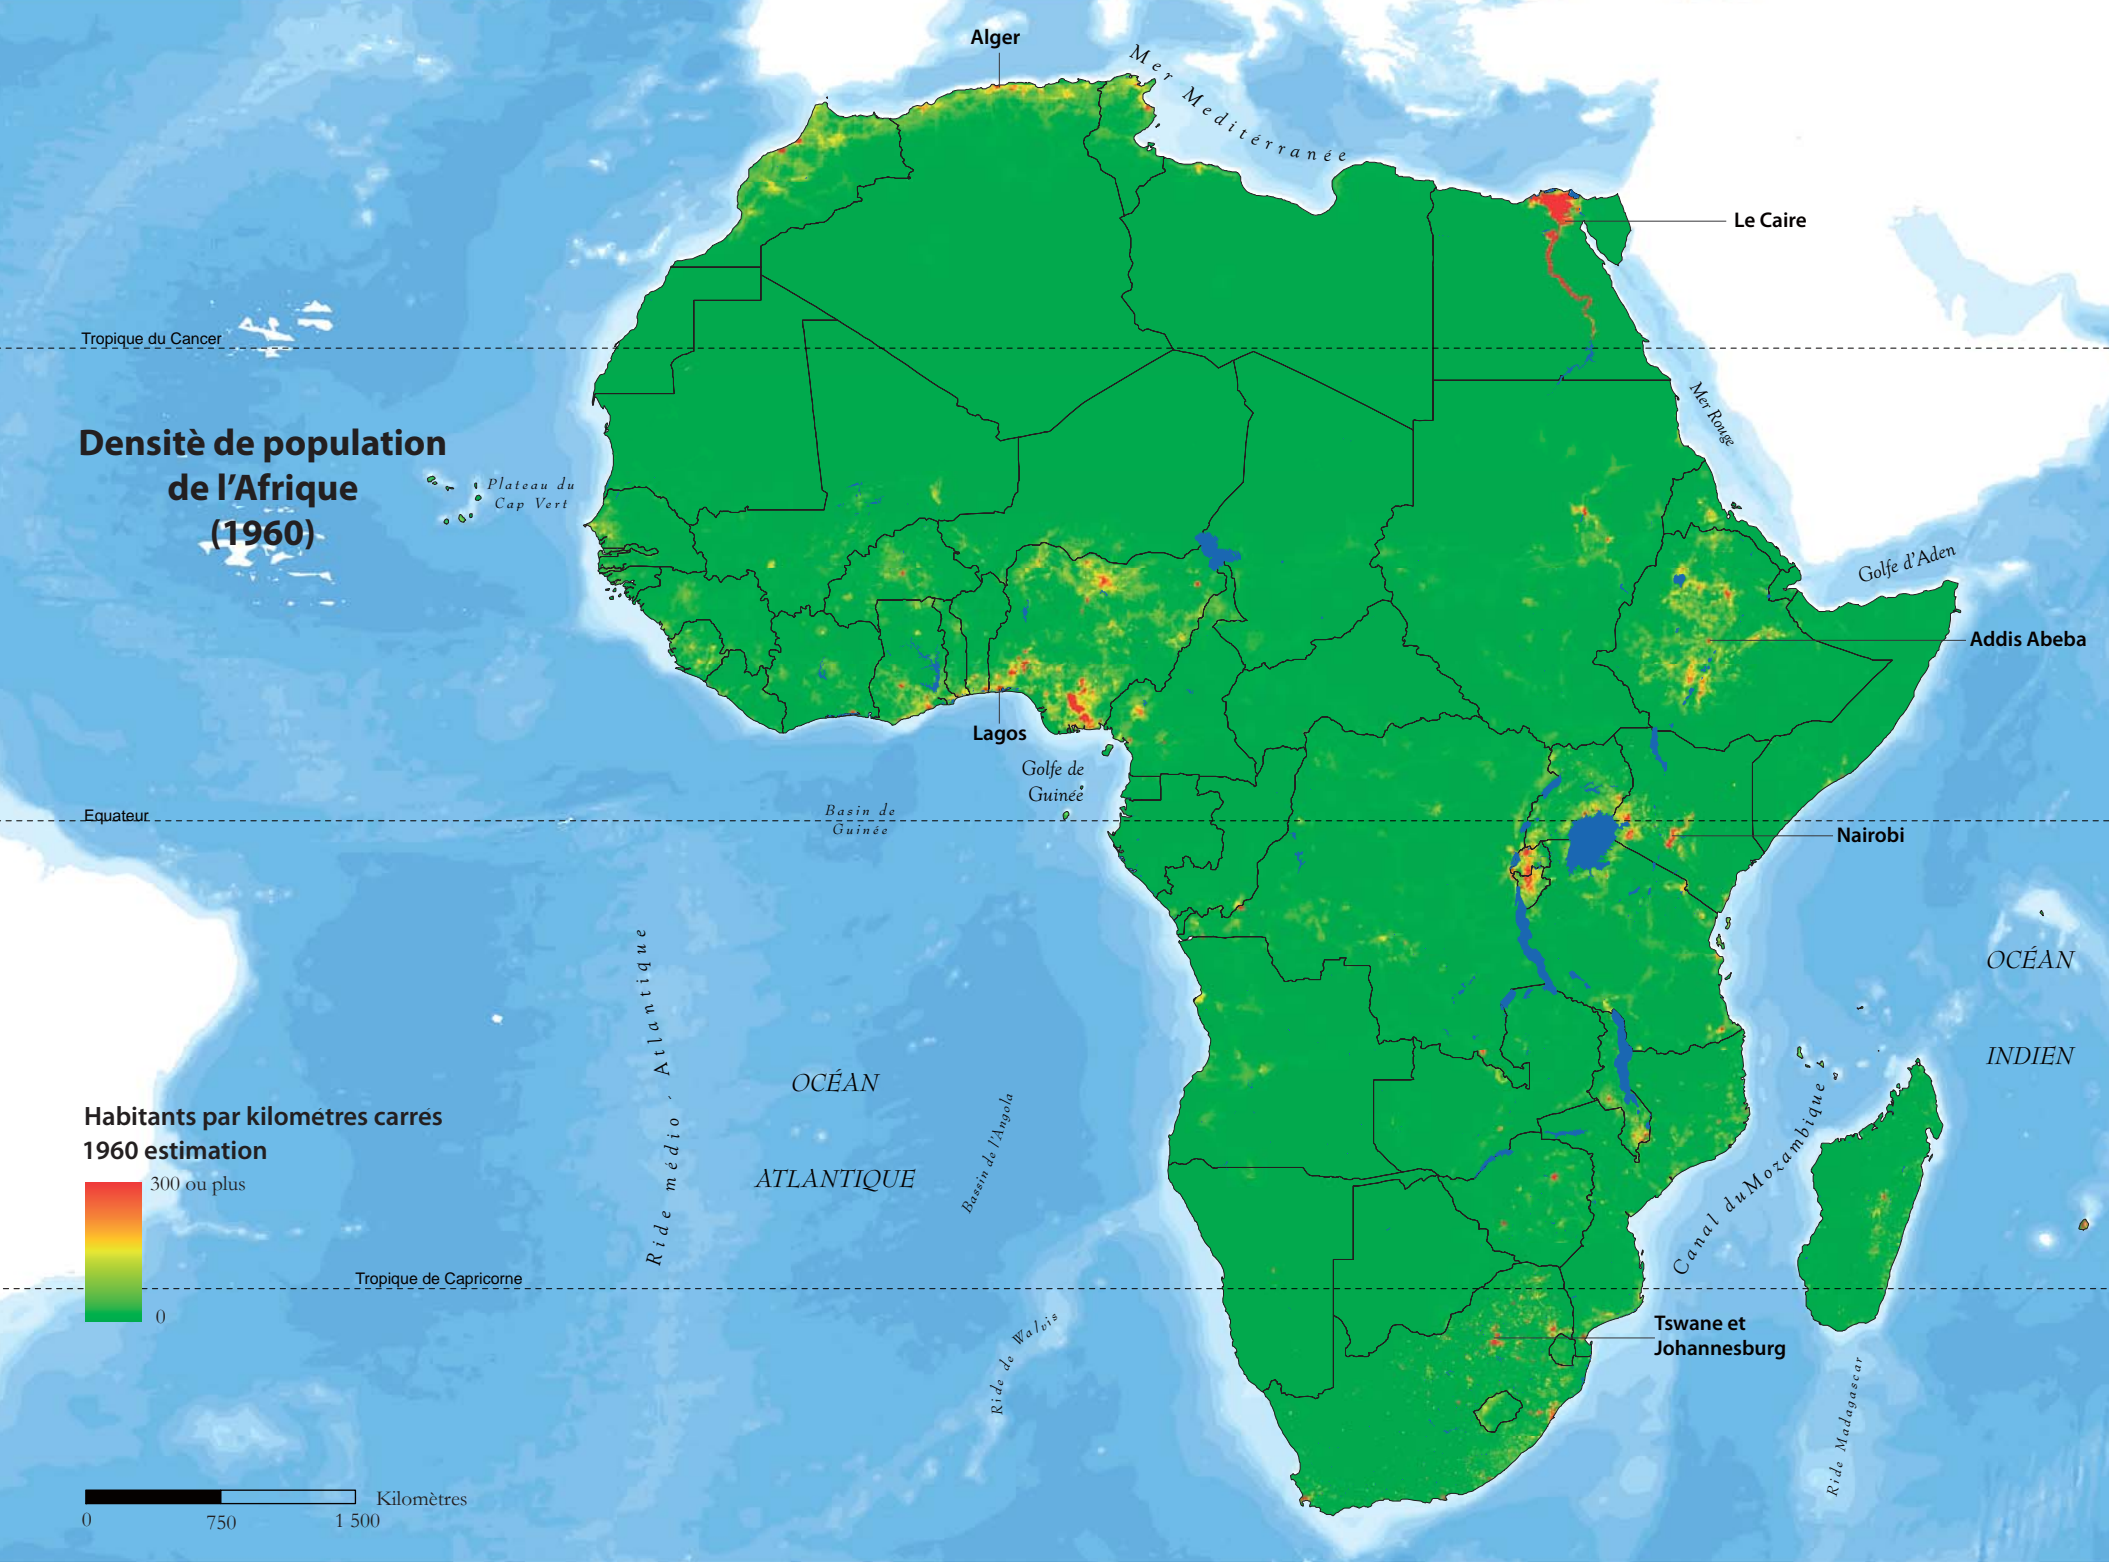 Alger
Mer Meditérranée
Le Caire
Tropique du Cancer
Mer Rouge
Densitè de population
de l'Afrique
(1960)
Plateau du
Cap Vert
Golfe d'Aden
Addis Abeba
Lagos
Golfe de
Guinée
Equateur
Basin de
Guinée
Nairobi
Ride médio - Atlantique
OCÉAN
INDIEN
OCÉAN
ATLANTIQUE
Bassin de l'Angola
Canal du Mozambique
Habitants par kilométres carrés
1960 estimation
300 ou plus
0
Tropique de Capricorne
Ride de Walvis
Tswane et
Johannesburg
Ride Madagascar
Kilomètres
0 750 1 500